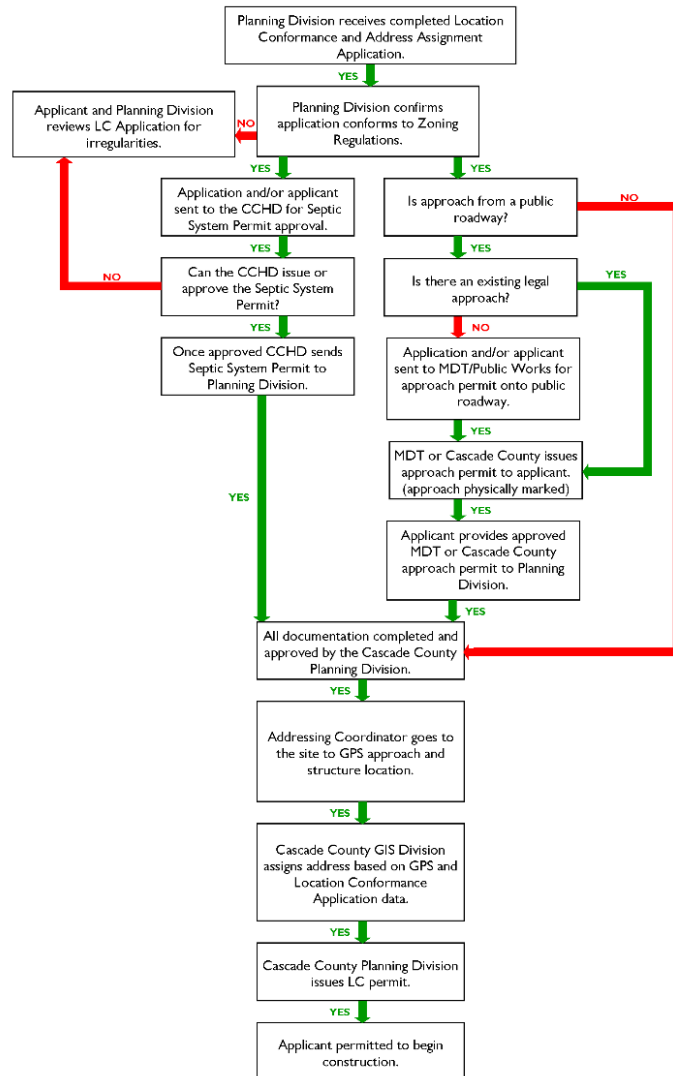 Planning Division receives completed Location
Conformance and Address Assignment
Application.
YES
Applicant and Planning Division
reviews LC Application for
irregularities.
NO
Planning Division confirms
application conforms to Zoning
Regulations.
YES
YES
Application and/or applicant
sent to the CCHD for Septic
System Permit approval.
Is approach from a public
roadway?
NO
YES
YES
NO
Can the CCHD issue or
approve the Septic System
Permit?
Is there an existing legal
approach?
YES
YES
NO
Once approved CCHD sends
Septic System Permit to
Planning Division.
Application and/or applicant
sent to MDT/Public Works for
approach permit onto public
roadway.
YES
MDT or Cascade County issues
approach permit to applicant.
(approach physically marked)
YES
YES
Applicant provides approved
MDT or Cascade County
approach permit to Planning
Division.
YES
All documentation completed and
approved by the Cascade County
Planning Division.
YES
Addressing Coordinator goes to
the site to GPS approach and
structure location.
YES
Cascade County GIS Division
assigns address based on GPS and
Location Conformance
Application data.
YES
Cascade County Planning Division
issues LC permit.
YES
Applicant permitted to begin
construction.